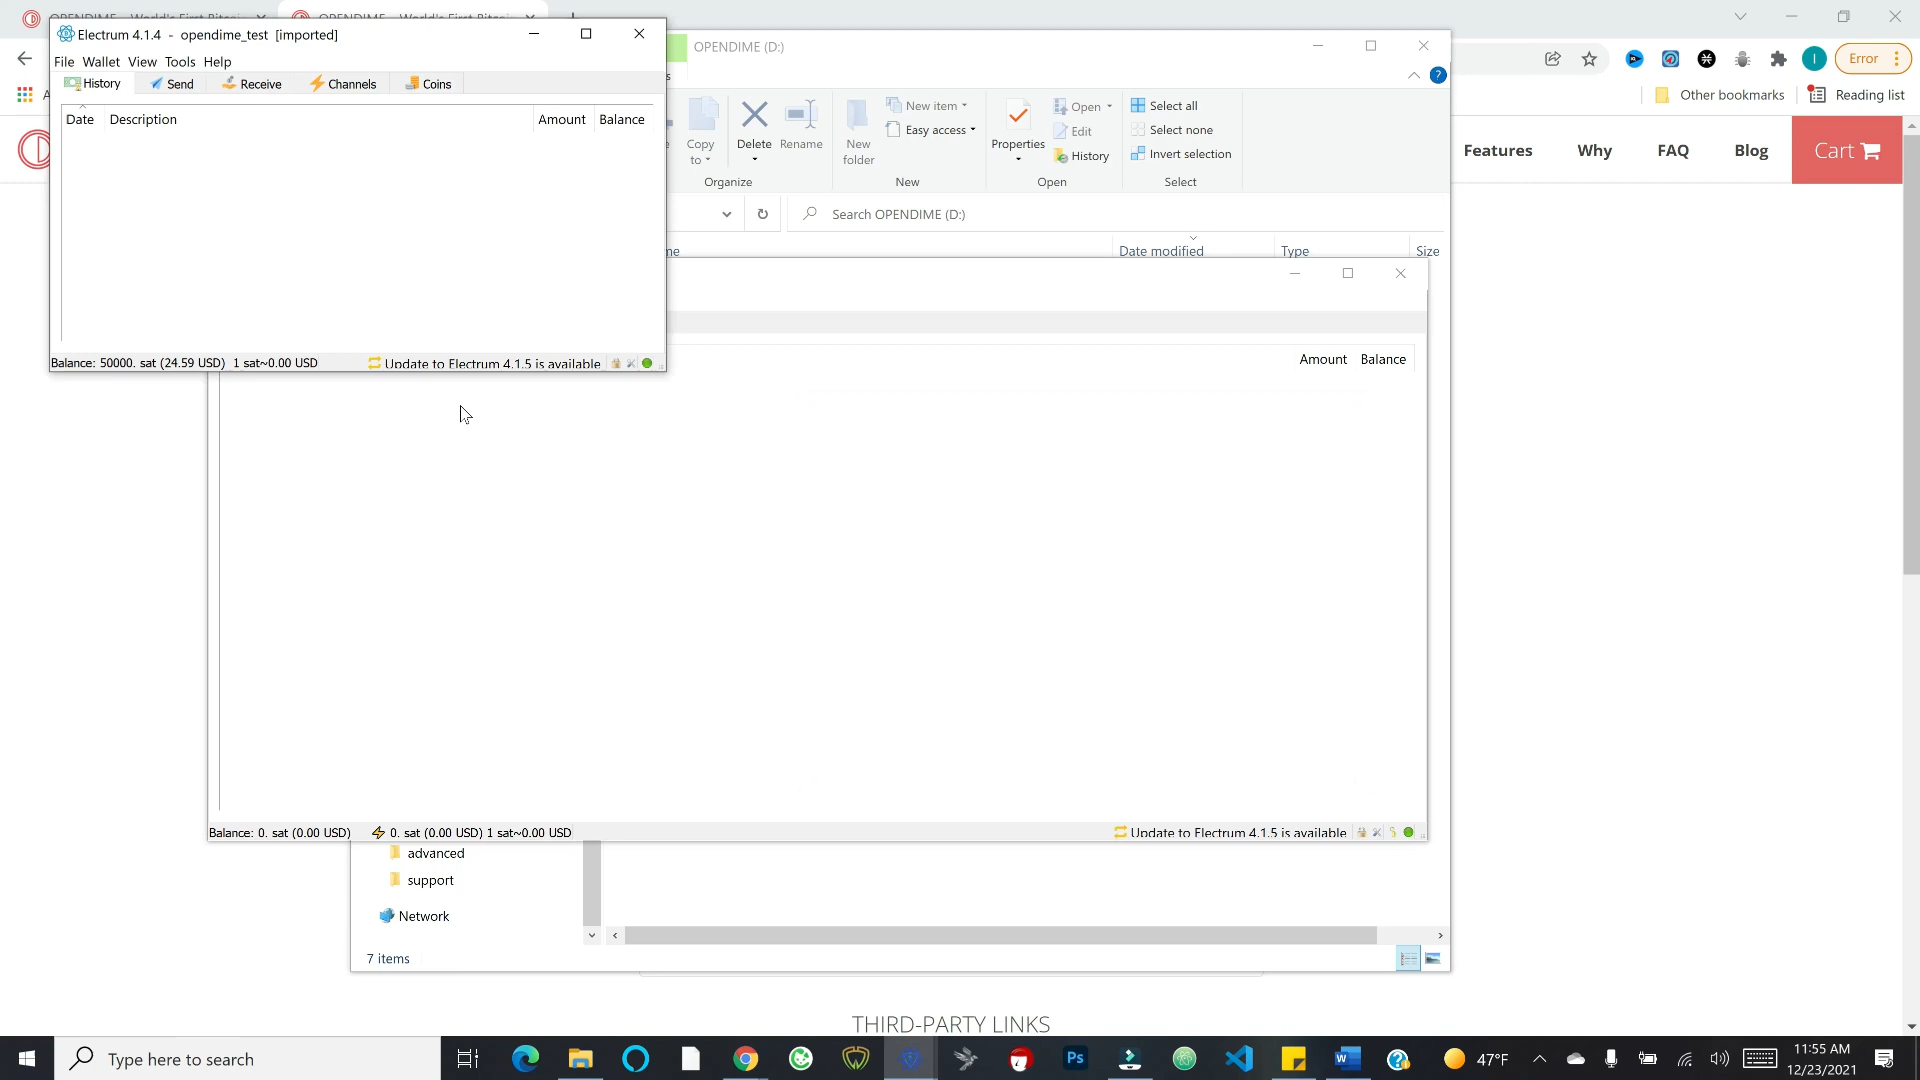 Electrum 4.1.4 - opendime_test [imported]
File Wallet View Tools Help
History Send Receive Channels Coins
Date Description Amount Balance
Balance: 50000. sat (24.59 USD) 1 sat~0.00 USD Update to Electrum 4.1.5 is available
OPENDIME (D:)
Error
Other bookmarks Reading list
Features Why FAQ Blog Cart
Copy to
Delete
Rename
Organize
New folder
New item
Easy access
New
Properties
Open
Edit
History
Open
Select all
Select none
Invert selection
Select
Search OPENDIME (D:)
Date modified Type Size
Amount Balance
Balance: 0. sat (0.00 USD) 0. sat (0.00 USD) 1 sat~0.00 USD Update to Electrum 4.1.5 is available
advanced
support
Network
7 items
THIRD-PARTY LINKS
Type here to search
Ps
47°F
11:55 AM
12/23/2021